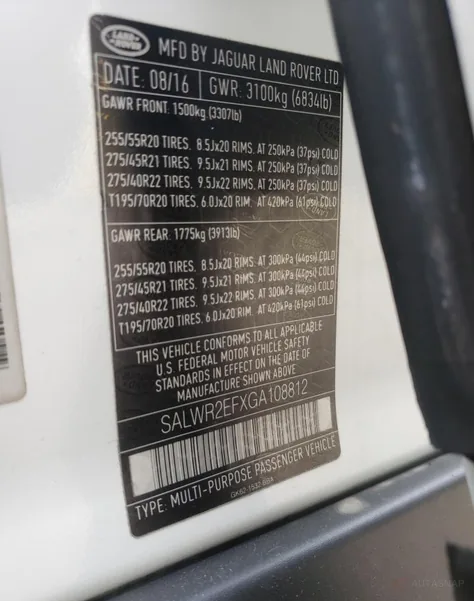 LAND ROVER
MFD BY JAGUAR LAND ROVER LTD
DATE: 08/16 GWR: 3100kg (6834lb)
GAWR FRONT: 1500kg (3307lb)
255/55R20 TIRES, 8.5Jx20 RIMS, AT 250kPa (37psi) COLD
275/45R21 TIRES, 9.5Jx21 RIMS, AT 250kPa (37psi) COLD
275/40R22 TIRES, 9.5Jx22 RIMS, AT 250kPa (37psi) COLD
T195/70R20 TIRES, 6.0Jx20 RIM, AT 420kPa (61psi) COLD
GAWR REAR: 1775kg (3913lb)
255/55R20 TIRES, 8.5Jx20 RIMS, AT 300kPa (44psi) COLD
275/45R21 TIRES, 9.5Jx21 RIMS, AT 300kPa (44psi) COLD
275/40R22 TIRES, 9.5Jx22 RIMS, AT 300kPa (44psi) COLD
T195/70R20 TIRES, 6.0Jx20 RIM, AT 420kPa (61psi) COLD
THIS VEHICLE CONFORMS TO ALL APPLICABLE
U.S. FEDERAL MOTOR VEHICLE SAFETY
STANDARDS IN EFFECT ON THE DATE OF
MANUFACTURE SHOWN ABOVE
SALWR2EFXGA108812
TYPE: MULTI-PURPOSE PASSENGER VEHICLE